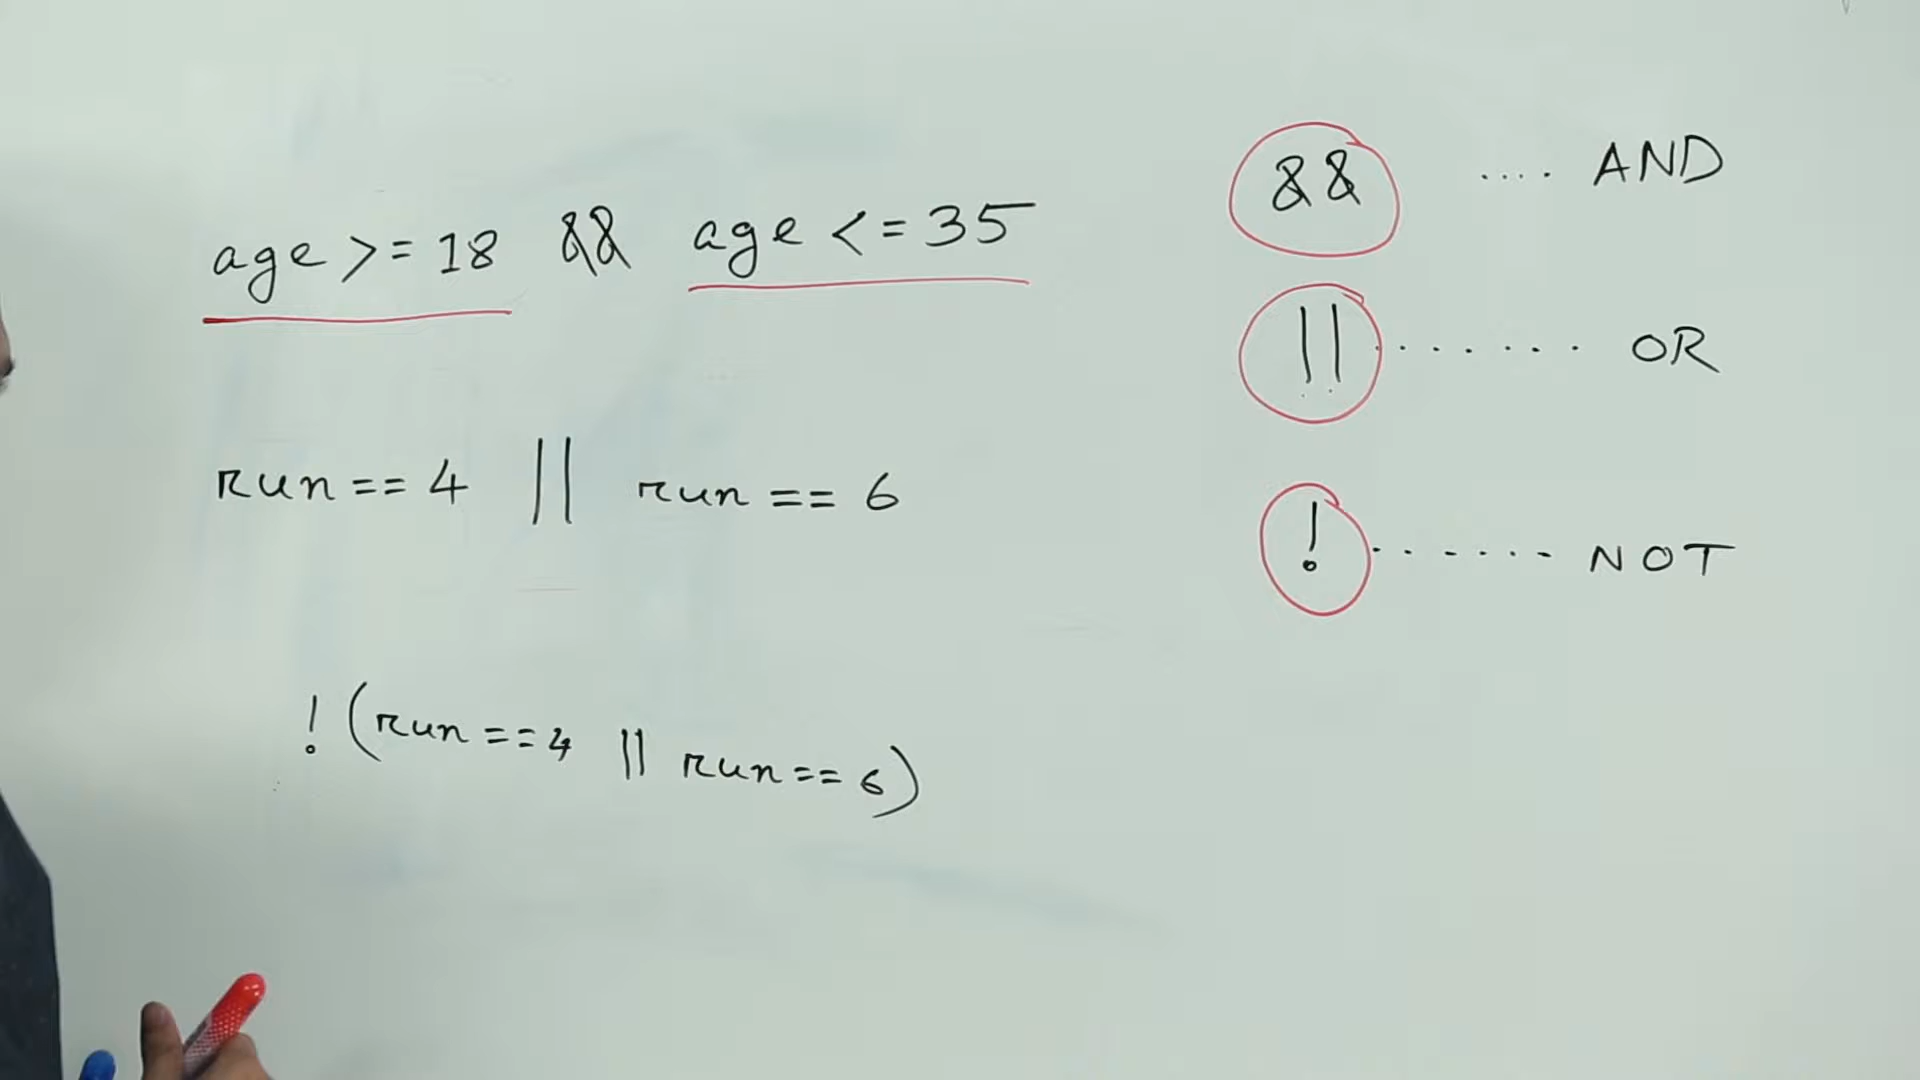 age >= 18 && age <= 35
run == 4 || run == 6
! (run == 4 || run == 6)
&& .... AND
|| ....... OR
! ....... NOT